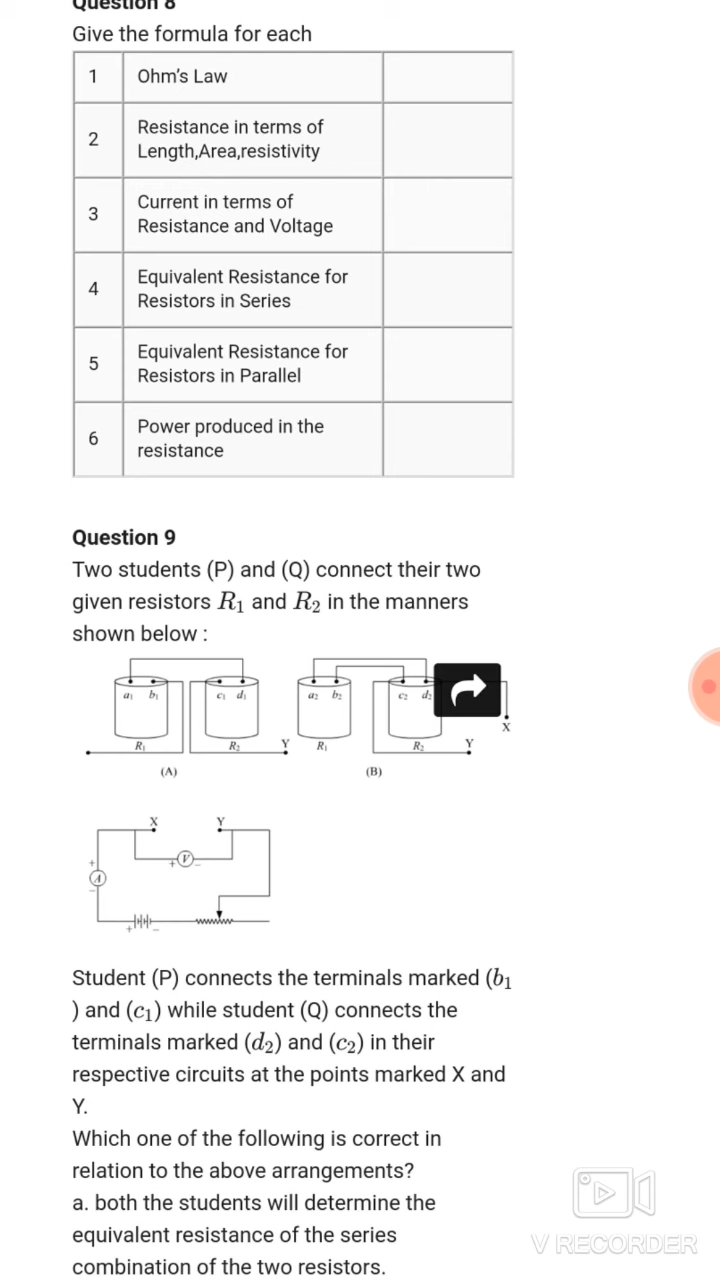 Question 8
Give the formula for each
1 Ohm's Law
2 Resistance in terms of
Length,Area,resistivity
3 Current in terms of
Resistance and Voltage
4 Equivalent Resistance for
Resistors in Series
5 Equivalent Resistance for
Resistors in Parallel
6 Power produced in the
resistance
Question 9
Two students (P) and (Q) connect their two
given resistors R₁ and R₂ in the manners
shown below :
a₁ b₁ c₁ d₁ a₂ b₂ c₂ d₂
X
R₁ R₂ Y R₁ R₂ Y
(A) (B)
X Y
+ V −
+
A
−
+ −
Student (P) connects the terminals marked (b₁
) and (c₁) while student (Q) connects the
terminals marked (d₂) and (c₂) in their
respective circuits at the points marked X and
Y.
Which one of the following is correct in
relation to the above arrangements?
a. both the students will determine the
equivalent resistance of the series
combination of the two resistors.
V RECORDER